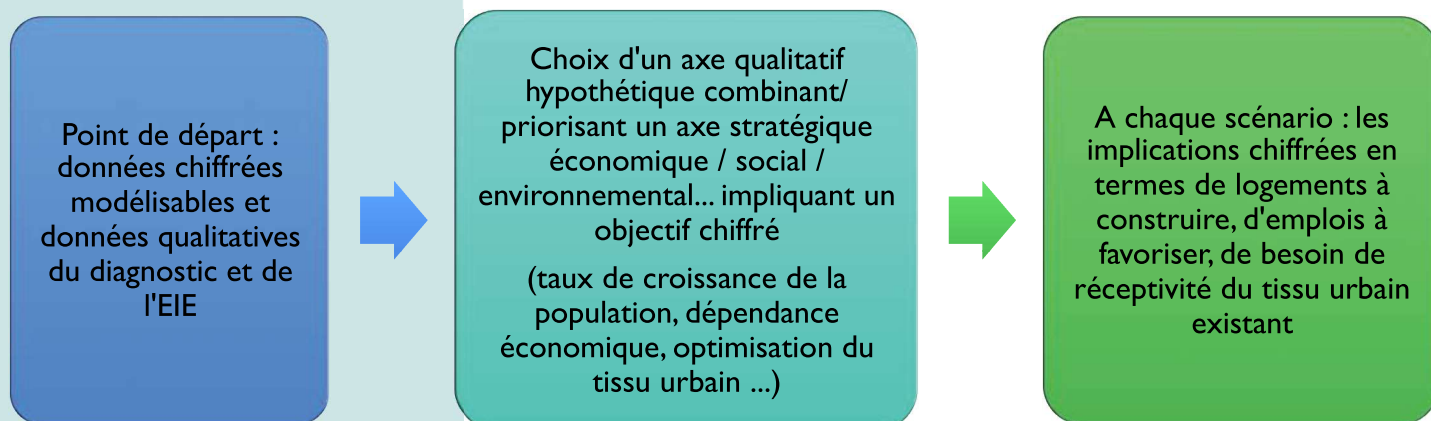 Point de départ :
données chiffrées
modélisables et
données qualitatives
du diagnostic et de
l'EIE
Choix d'un axe qualitatif
hypothétique combinant/
priorisant un axe stratégique
économique / social /
environnemental... impliquant un
objectif chiffré
(taux de croissance de la
population, dépendance
économique, optimisation du
tissu urbain ...)
A chaque scénario : les
implications chiffrées en
termes de logements à
construire, d'emplois à
favoriser, de besoin de
réceptivité du tissu urbain
existant